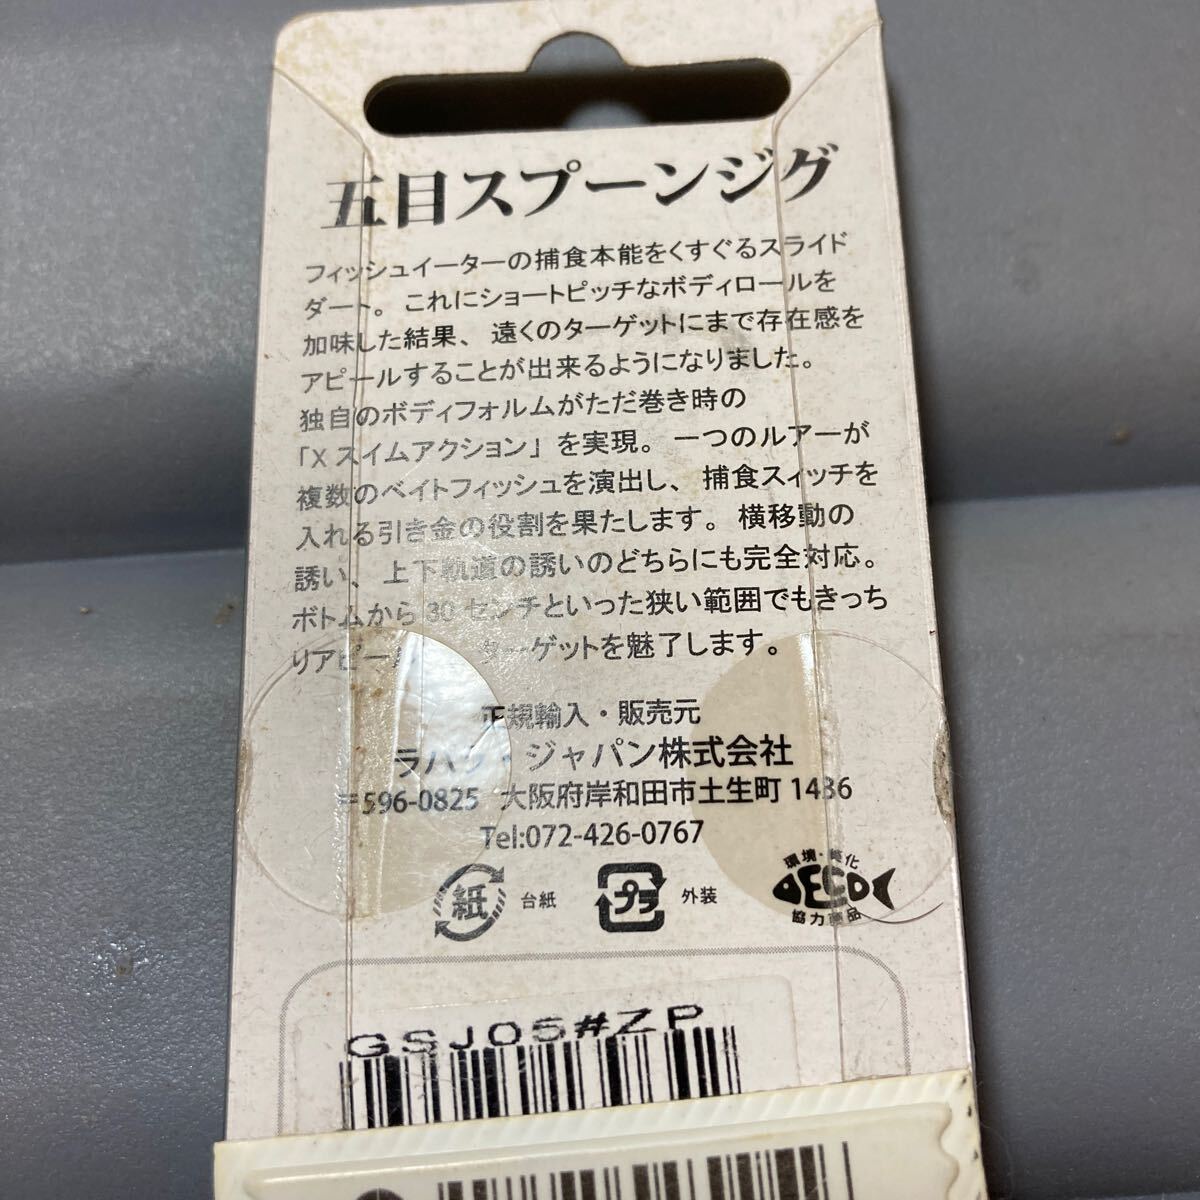 五目スプーンジグ
フィッシュイーターの捕食本能をくすぐるスライド
ダート。これにショートピッチなボディロールを
加味した結果、遠くのターゲットにまで存在感を
アピールすることが出来るようになりました。
独自のボディフォルムがただ巻き時の
「X スイムアクション」を実現。一つのルアーが
複数のベイトフィッシュを演出し、捕食スィッチを
入れる引き金の役割を果たします。横移動の
誘い、上下軌道の誘いのどちらにも完全対応。
ボトムから 30 センチといった狭い範囲でもきっち
りアピー ターゲットを魅了します。
正規輸入・販売元
ラパラ・ジャパン株式会社
〒596-0825 大阪府岸和田市土生町 1486
Tel:072-426-0767
紙 台紙 プラ 外装
環境・ 化
ECO
協力商品
GSJ05#ZP